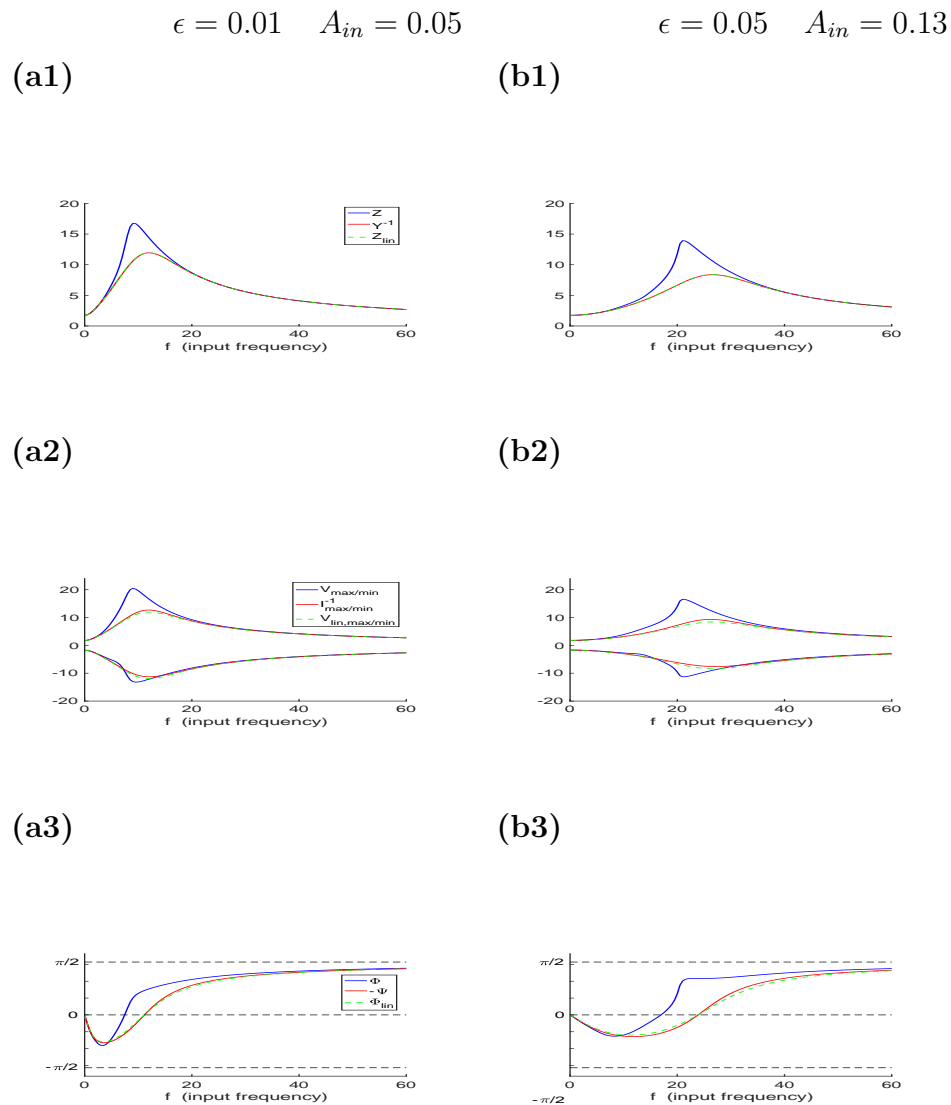 ϵ = 0.01 A_in = 0.05
ϵ = 0.05 A_in = 0.13
(a1)
(b1)
20
15
10
5
0
Z
Y^-1
Z_lin
0 20 40 60
f (input frequency)
20
15
10
5
0
0 20 40 60
f (input frequency)
(a2)
(b2)
20
10
0
-10
-20
V_max/min
I^-1_max/min
V_lin,max/min
0 20 40 60
f (input frequency)
20
10
0
-10
-20
0 20 40 60
f (input frequency)
(a3)
(b3)
π/2
0
-π/2
Φ
-Ψ
Φ_lin
0 20 40 60
f (input frequency)
π/2
0
-π/2
0 20 40 60
f (input frequency)